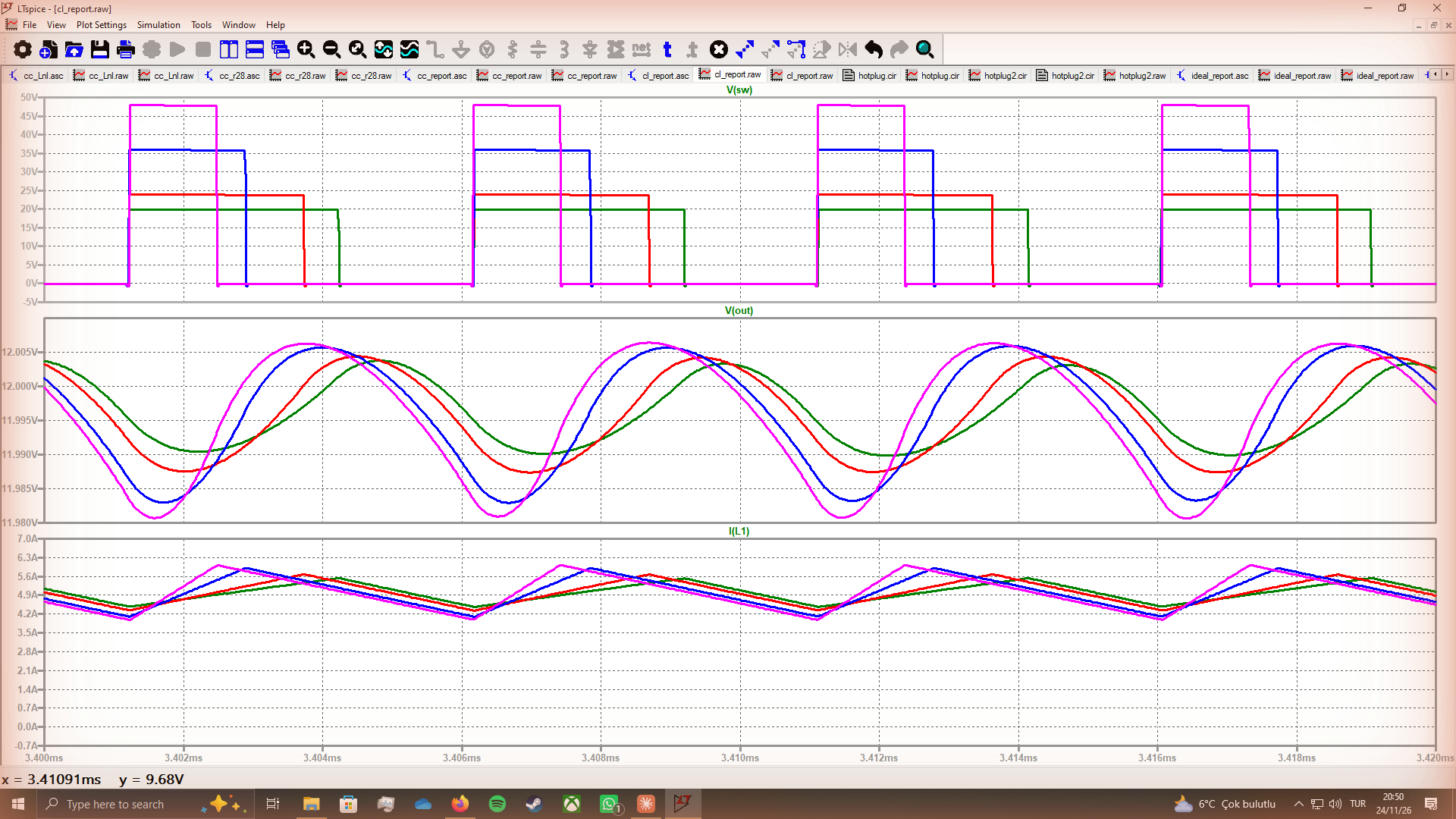 LTspice - [cl_report.raw]
File View Plot Settings Simulation Tools Window Help
net t t
cc_Lnl.asc cc_Lnl.raw cc_Lnl.raw cc_r28.asc cc_r28.raw cc_r28.raw cc_report.asc cc_report.raw cc_report.raw cl_report.asc cl_report.raw cl_report.raw hotplug.cir hotplug.cir hotplug2.cir hotplug2.cir hotplug2.raw ideal_report.asc ideal_report.raw ideal_report.raw
V(sw)
50V
45V
40V
35V
30V
25V
20V
15V
10V
5V
0V
-5V
V(out)
12.005V
12.000V
11.995V
11.990V
11.985V
11.980V
I(L1)
7.0A
6.3A
5.6A
4.9A
4.2A
3.5A
2.8A
2.1A
1.4A
0.7A
0.0A
-0.7A
3.400ms 3.402ms 3.404ms 3.406ms 3.408ms 3.410ms 3.412ms 3.414ms 3.416ms 3.418ms 3.420ms
x = 3.41091ms y = 9.68V
Type here to search 1 6°C Çok bulutlu TUR 20:50
24/11/26